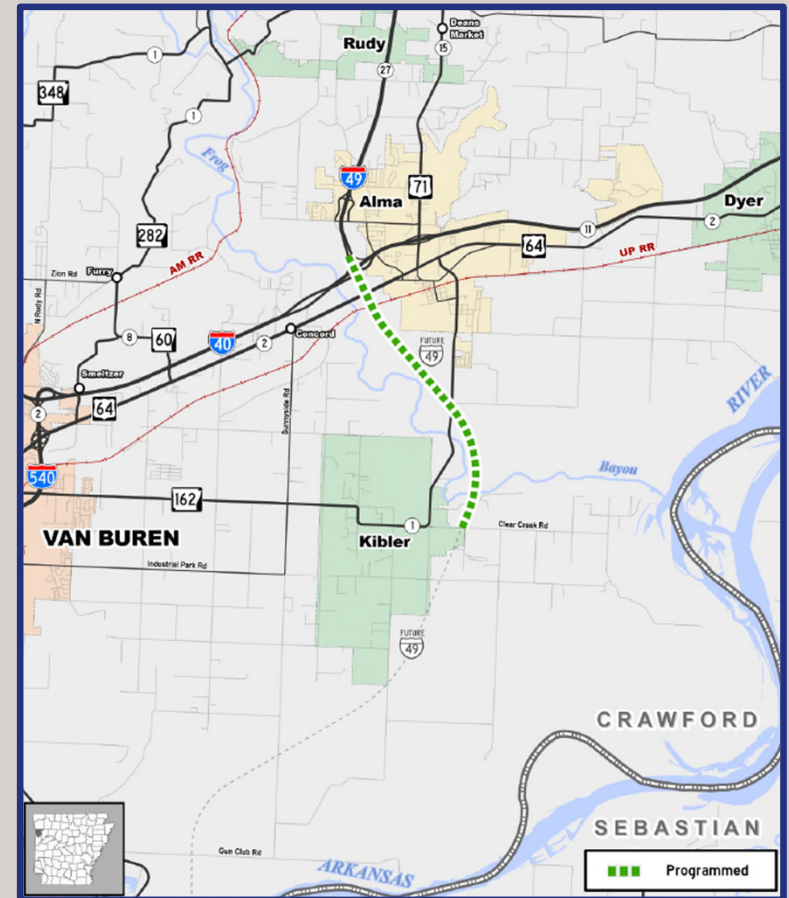 Deans
Market
Rudy
15
1
27
348
1
Frog
49
71
Alma
Dyer
11
2
282
64
AM RR
UP RR
Zion Rd
Furry
N Rudy Rd
FUTURE
49
Concord
8
60
40
2
Smeltzer
64
2
Sunnyside Rd
RIVER
540
Bayou
162
1
Clear Creek Rd
VAN BUREN
Kibler
Industrial Park Rd
FUTURE
49
CRAWFORD
SEBASTIAN
Gun Club Rd
ARKANSAS
Programmed